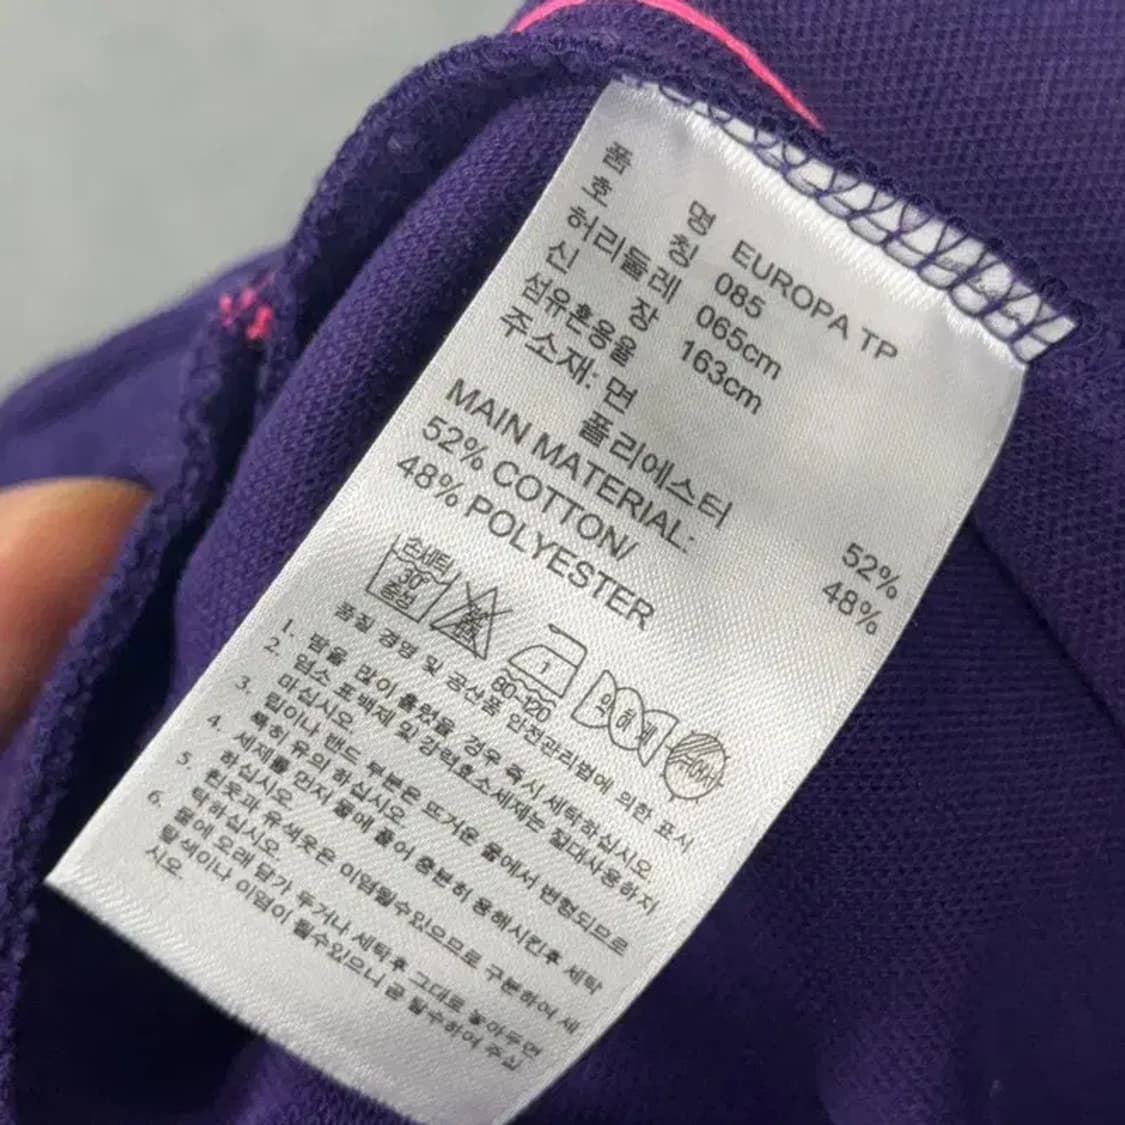 품 명 EUROPA TP
호 칭 085
허리둘레 065cm
신 장 163cm
섬유혼용율
주소재: 면 52%
폴리에스터 48%
MAIN MATERIAL:
52% COTTON/
48% POLYESTER
손세탁 30° 중성
1 80~120
약하게
뉘어서
품질 경영 및 공산품 안전관리법에 의한 표시
1. 땀을 많이 흘렸을 경우 즉시 세탁하십시오.
2. 염소 표백제 및 강력효소세제는 절대사용하지
마십시오.
3. 립이나 밴드 부분은 뜨거운 물에서 변형되므로
특히 유의 하십시오.
4. 세제를 먼저 물에 풀어 충분히 용해시킨후 세탁
하십시오.
5. 흰옷과 유색옷은 이염될수있으므로 구분하여 세
탁하십시오.
6. 물에 오래 담가 두거나 세탁후 그대로 놓아두면
탈색이나 이염이 될수있으니 곧 탈수하여 주십
시오.